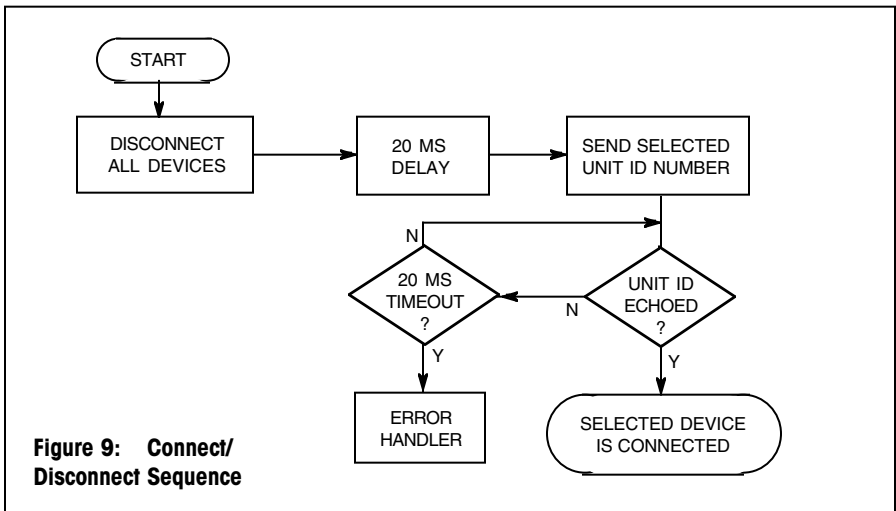 START
DISCONNECT
ALL DEVICES
20 MS
DELAY
SEND SELECTED
UNIT ID NUMBER
N
20 MS
TIMEOUT
?
N
UNIT ID
ECHOED
?
Y
Y
ERROR
HANDLER
SELECTED DEVICE
IS CONNECTED
Figure 9: Connect/
Disconnect Sequence